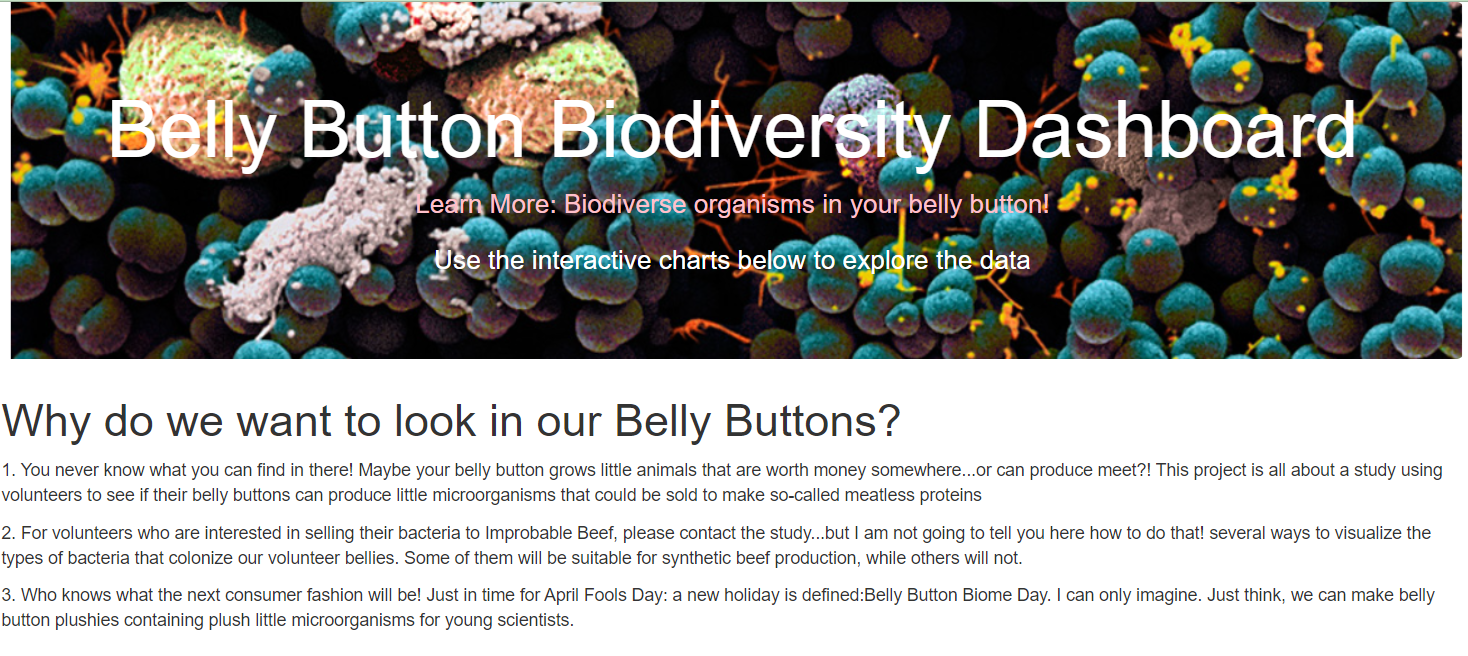 Belly Button Biodiversity Dashboard
Learn More: Biodiverse organisms in your belly button!
Use the interactive charts below to explore the data
Why do we want to look in our Belly Buttons?
1. You never know what you can find in there! Maybe your belly button grows little animals that are worth money somewhere...or can produce meet?! This project is all about a study using
volunteers to see if their belly buttons can produce little microorganisms that could be sold to make so-called meatless proteins
2. For volunteers who are interested in selling their bacteria to Improbable Beef, please contact the study...but I am not going to tell you here how to do that! several ways to visualize the
types of bacteria that colonize our volunteer bellies. Some of them will be suitable for synthetic beef production, while others will not.
3. Who knows what the next consumer fashion will be! Just in time for April Fools Day: a new holiday is defined:Belly Button Biome Day. I can only imagine. Just think, we can make belly
button plushies containing plush little microorganisms for young scientists.